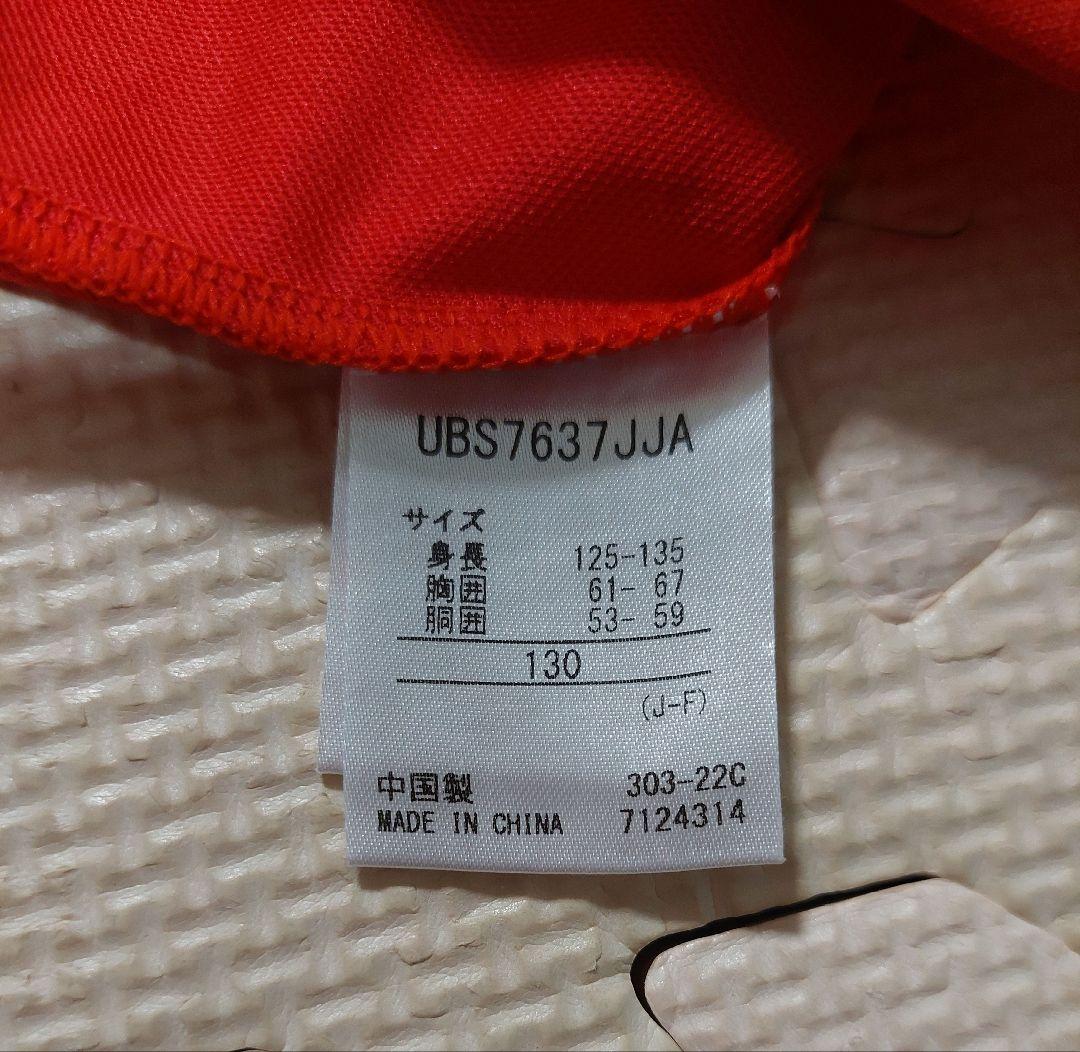 UBS7637JJA
サイズ
身長 125-135
胸囲 61- 67
胴囲 53- 59
130
(J-F)
中国製 303-22C
MADE IN CHINA 7124314